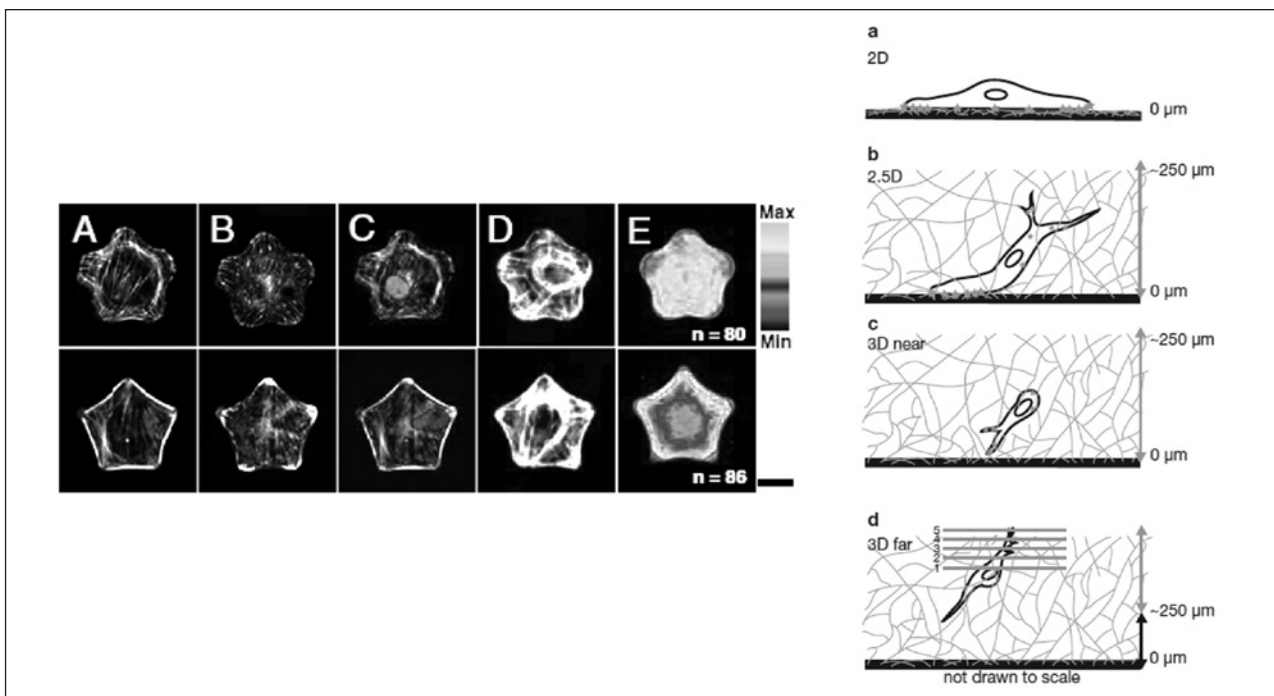 A B C D E
Max
Min
n = 80
n = 86
a
2D
0 µm
b
2.5D
~250 µm
0 µm
c
3D near
~250 µm
0 µm
d
3D far
5
4
3
2
1
~250 µm
0 µm
not drawn to scale